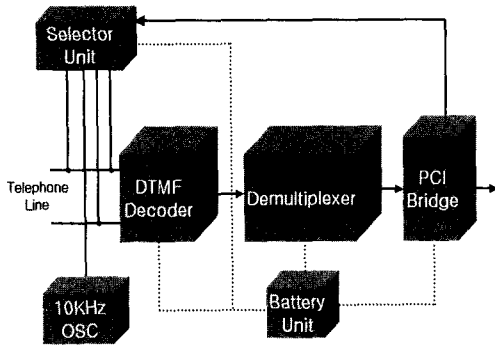 Selector
Unit
Telephone
Line
DTMF
Decoder
Demultiplexer
PCI
Bridge
10KHz
OSC
Battery
Unit